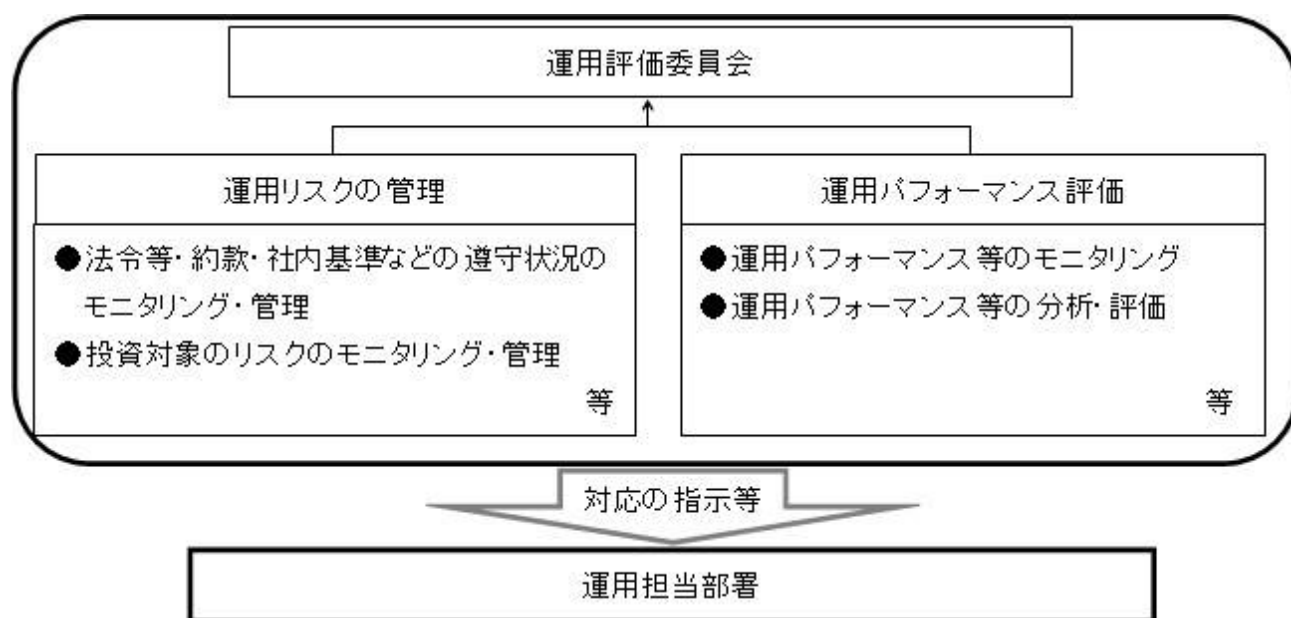 運用評価委員会
運用リスクの管理
●法令等・約款・社内基準などの遵守状況の
モニタリング・管理
●投資対象のリスクのモニタリング・管理
等
運用パフォーマンス評価
●運用パフォーマンス等のモニタリング
●運用パフォーマンス等の分析・評価
等
対応の指示等
運用担当部署